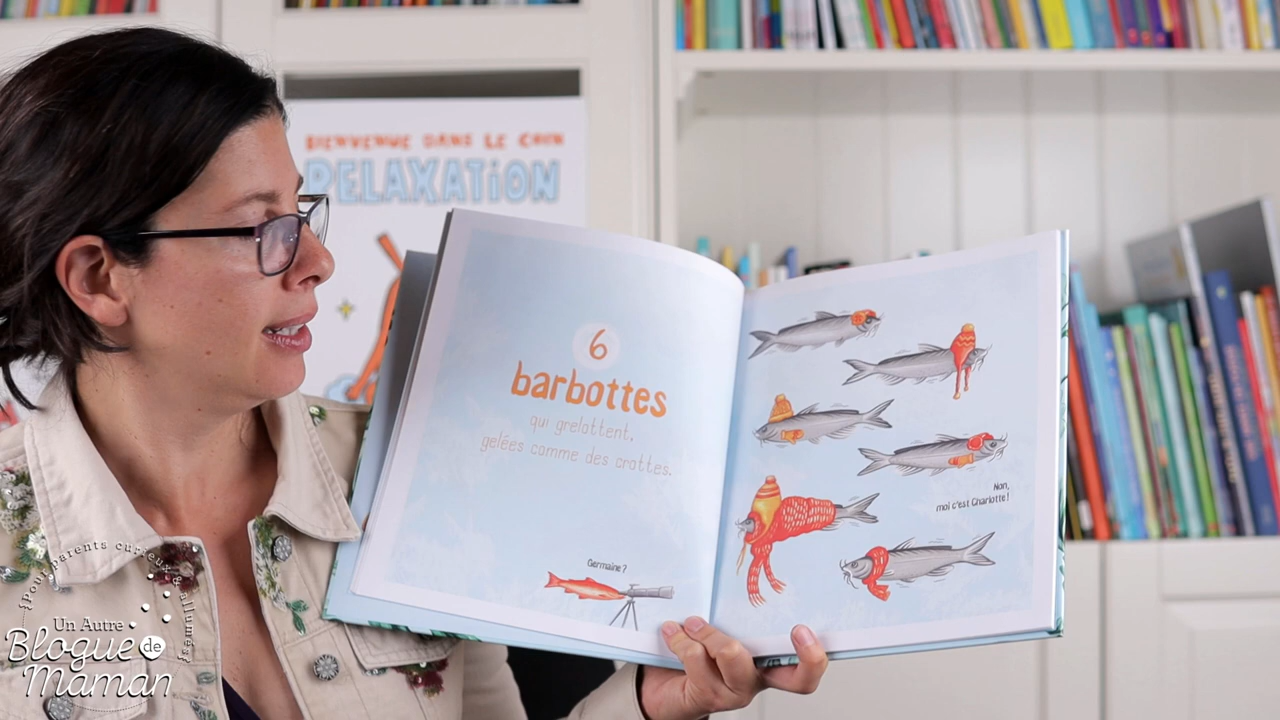 BIENVENUE DANS LE COIN
RELAXATiON
6
barbottes
qui grelottent,
gelées comme des crottes.
Germaine ?
Non,
moi c'est Charlotte !
Pour parents curieux & allumés
Un Autre
Blogue de
Maman